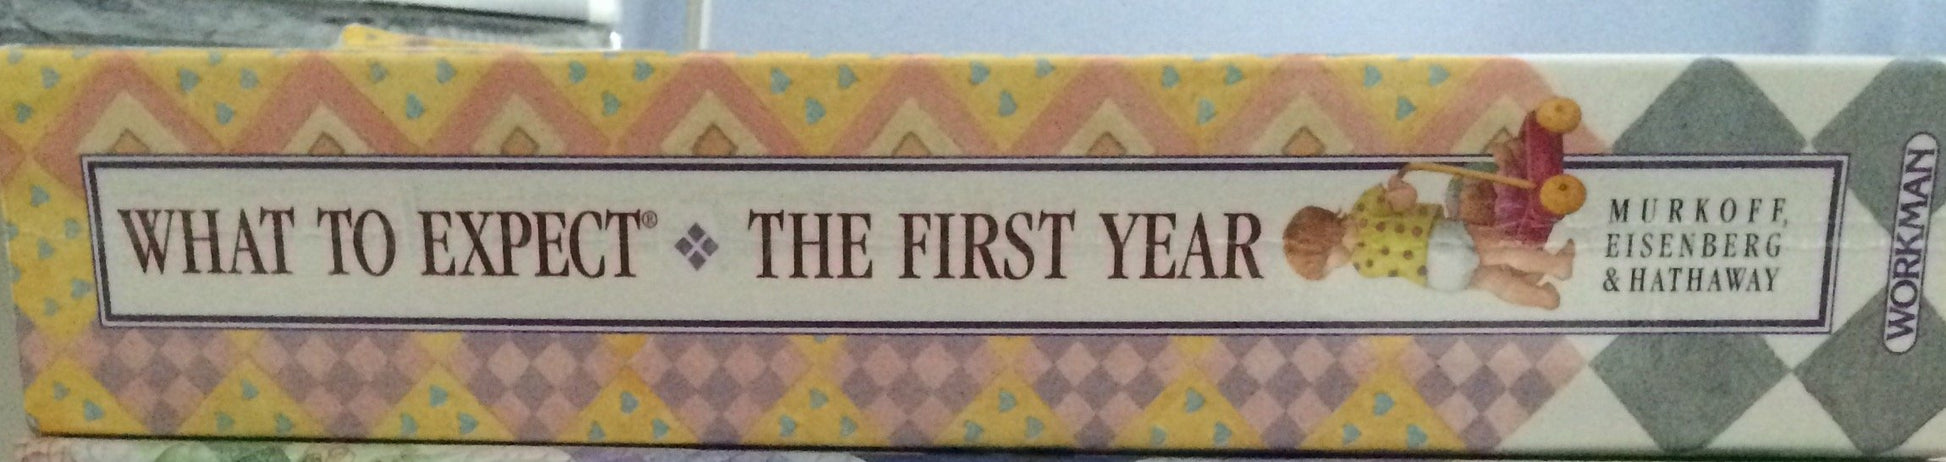 WHAT TO EXPECT® ❖ THE FIRST YEAR
MURKOFF,
EISENBERG
& HATHAWAY
WORKMAN